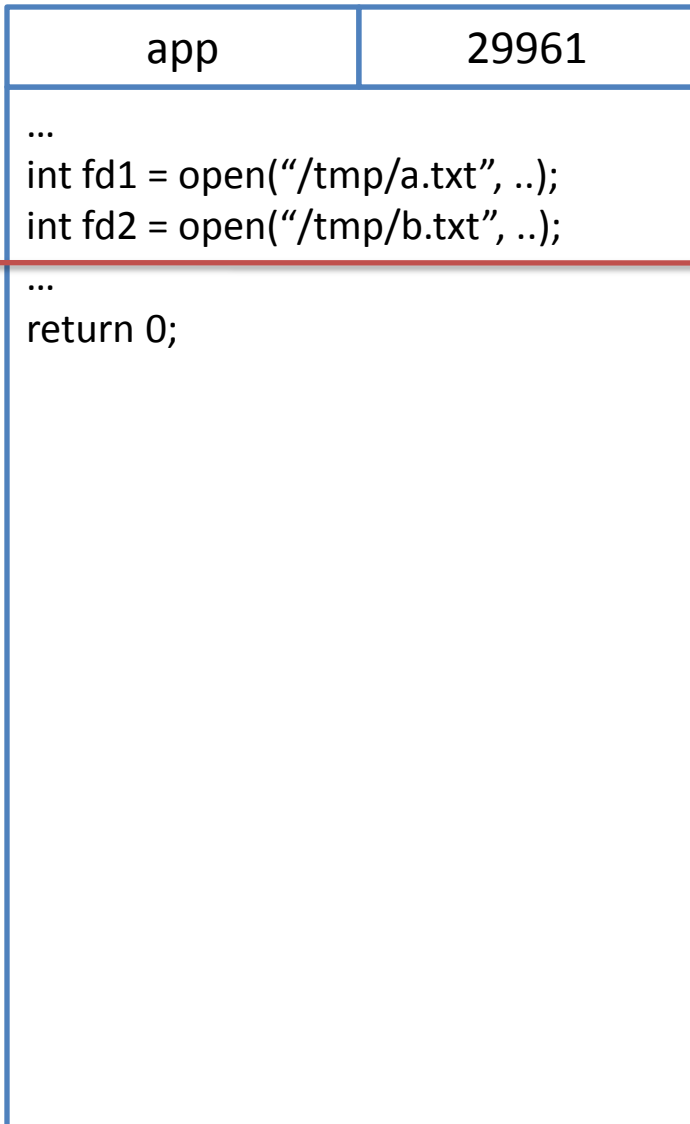 app 29961
…
int fd1 = open(“/tmp/a.txt”, ..);
int fd2 = open(“/tmp/b.txt”, ..);
…
return 0;